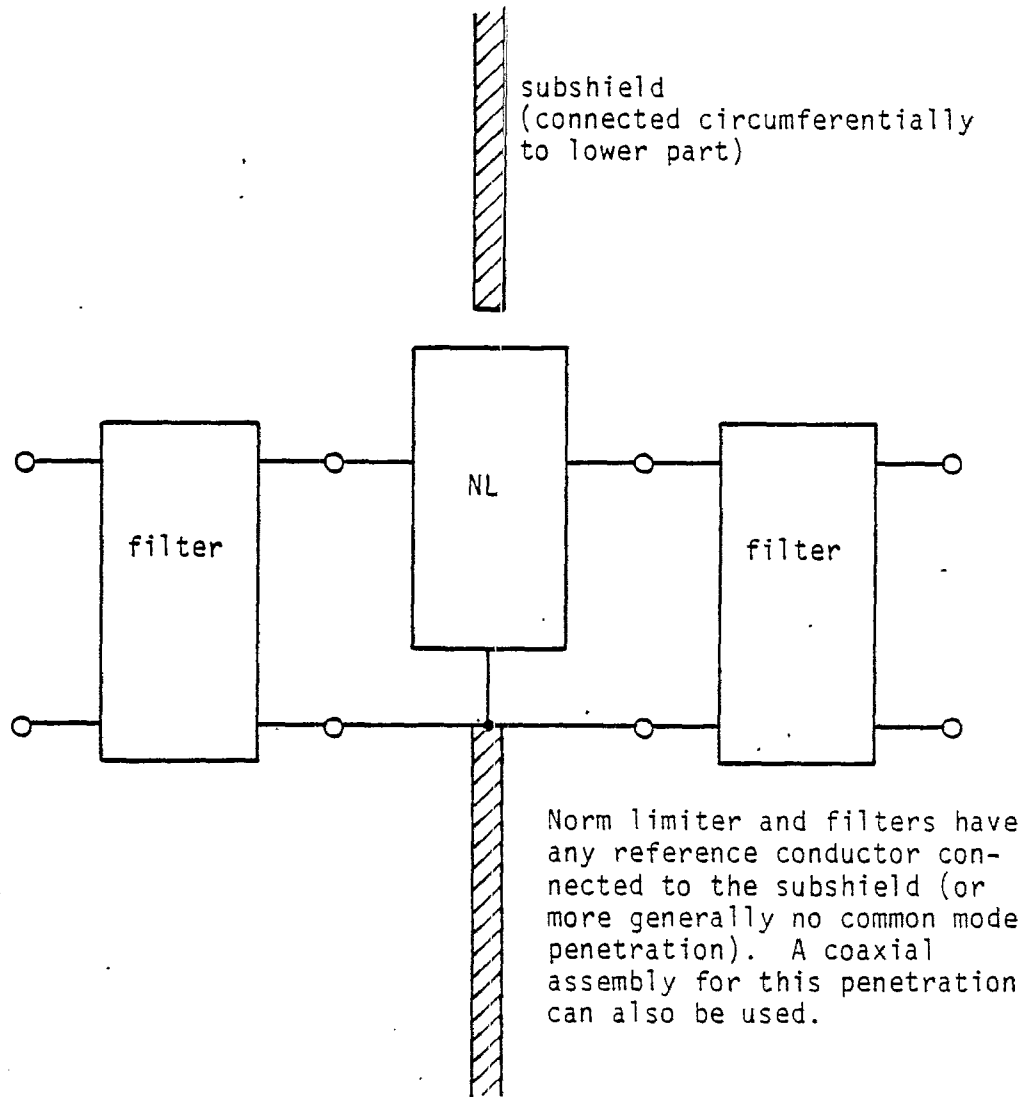 subshield
(connected circumferentially
to lower part)
NL
filter
filter
Norm limiter and filters have
any reference conductor con-
nected to the subshield (or
more generally no common mode
penetration). A coaxial
assembly for this penetration
can also be used.